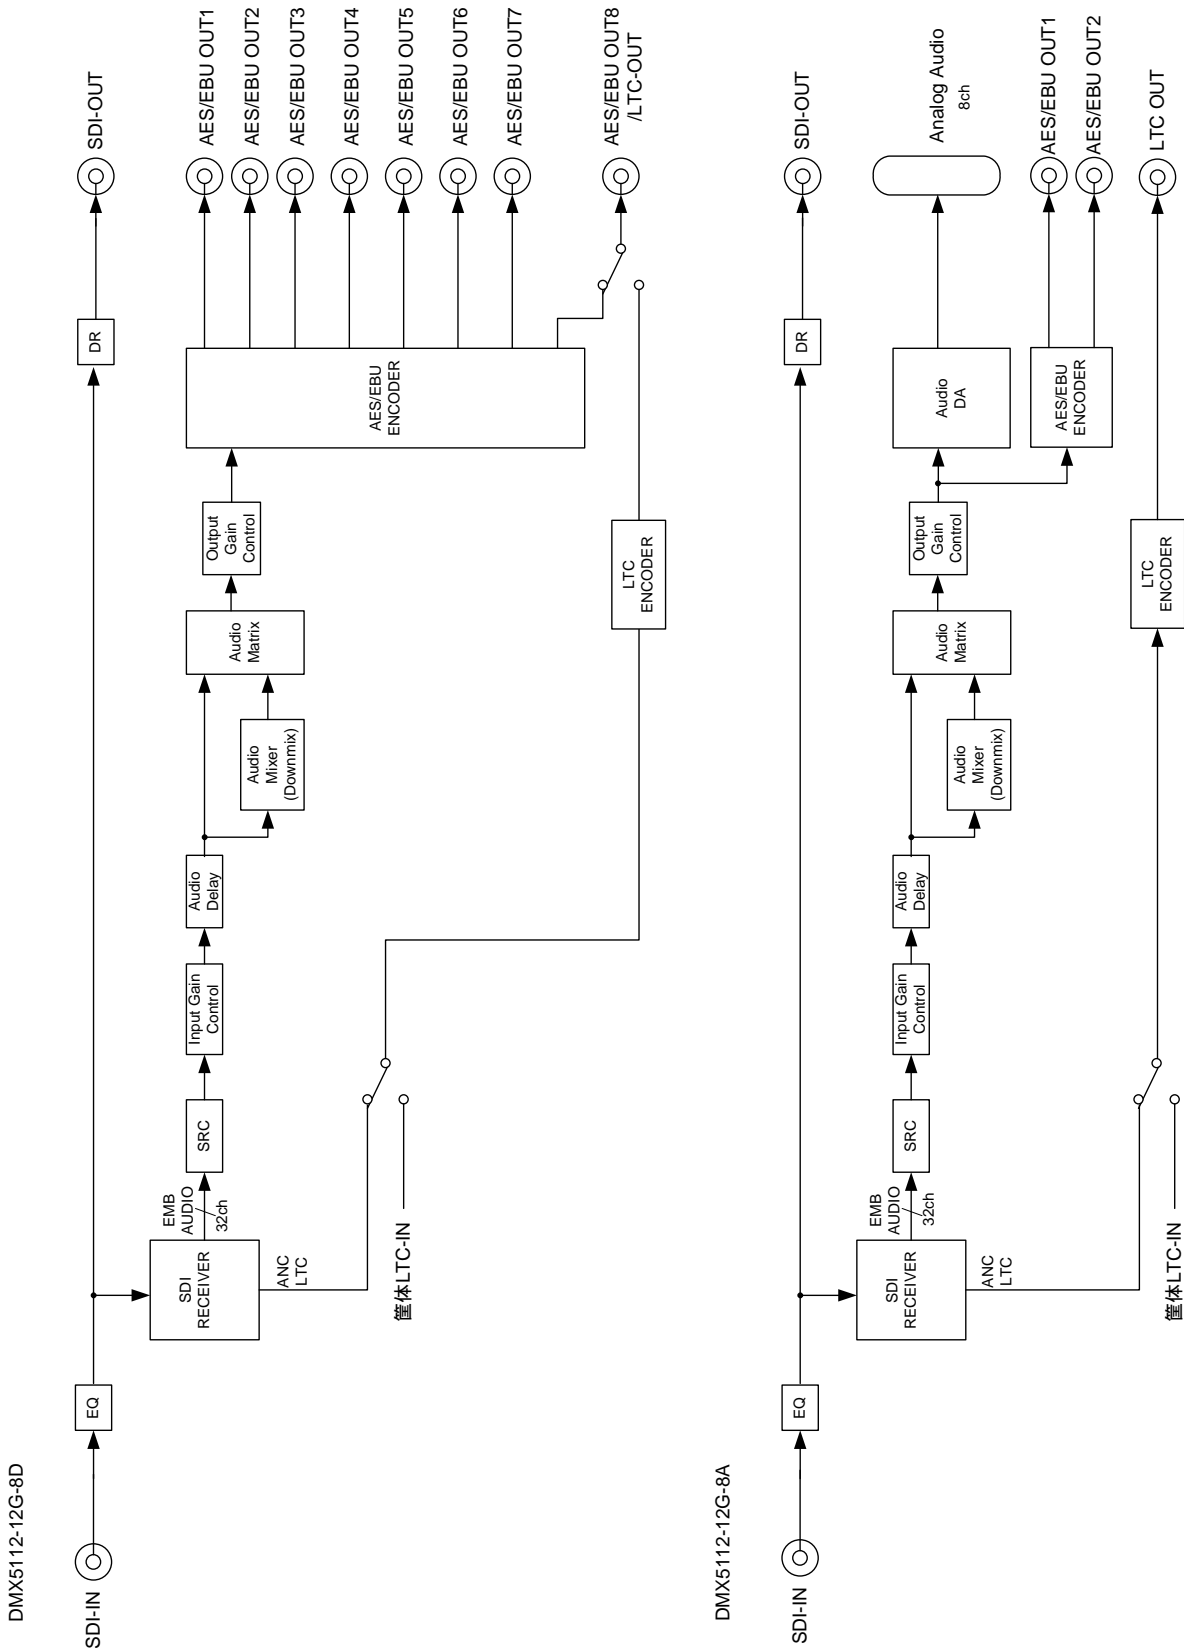 DMX5112-12G-8D
SDI-IN
EQ
SDI
RECEIVER
EMB
AUDIO
32ch
ANC
LTC
筐体LTC-IN
SRC
Input Gain
Control
Audio
Delay
Audio
Mixer
(Downmix)
Audio
Matrix
Output
Gain
Control
AES/EBU
ENCODER
LTC
ENCODER
DR
SDI-OUT
AES/EBU OUT1
AES/EBU OUT2
AES/EBU OUT3
AES/EBU OUT4
AES/EBU OUT5
AES/EBU OUT6
AES/EBU OUT7
AES/EBU OUT8
/LTC-OUT
DMX5112-12G-8A
SDI-IN
EQ
SDI
RECEIVER
EMB
AUDIO
32ch
ANC
LTC
筐体LTC-IN
SRC
Input Gain
Control
Audio
Delay
Audio
Mixer
(Downmix)
Audio
Matrix
Output
Gain
Control
Audio
DA
AES/EBU
ENCODER
LTC
ENCODER
DR
SDI-OUT
Analog Audio
8ch
AES/EBU OUT1
AES/EBU OUT2
LTC OUT